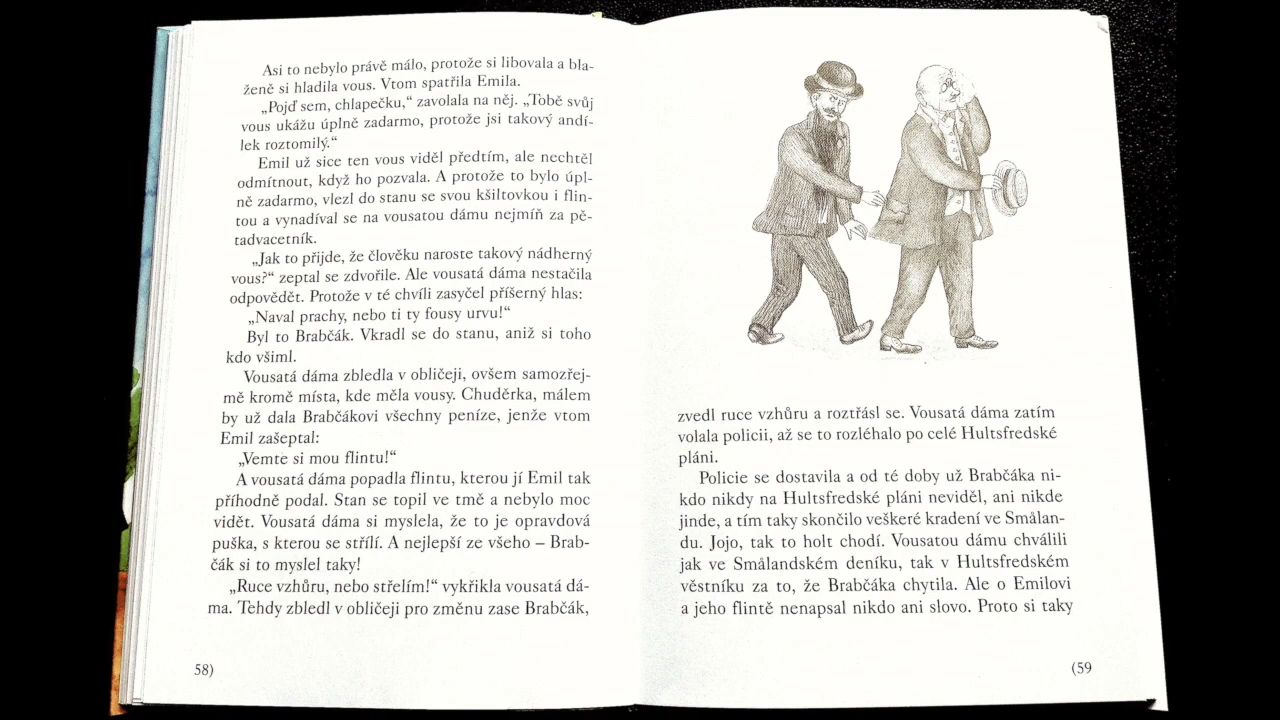 Asi to nebylo právě málo, protože si libovala a bla-
ženě si hladila vous. Vtom spatřila Emila.
„Pojď sem, chlapečku,“ zavolala na něj. „Tobě svůj
vous ukážu úplně zadarmo, protože jsi takový andí-
lek roztomilý.“
Emil už sice ten vous viděl předtím, ale nechtěl
odmítnout, když ho pozvala. A protože to bylo úpl-
ně zadarmo, vlezl do stanu se svou kšiltovkou i flin-
tou a vynadíval se na vousatou dámu nejmíň za pě-
tadvacetník.
„Jak to přijde, že člověku naroste takový nádherný
vous?“ zeptal se zdvořile. Ale vousatá dáma nestačila
odpovědět. Protože v té chvíli zasyčel příšerný hlas:
„Naval prachy, nebo ti ty fousy urvu!“
Byl to Brabčák. Vkradl se do stanu, aniž si toho
kdo všiml.
Vousatá dáma zbledla v obličeji, ovšem samozřej-
mě kromě místa, kde měla vousy. Chuděrka, málem
by už dala Brabčákovi všechny peníze, jenže vtom
Emil zašeptal:
„Vemte si mou flintu!“
A vousatá dáma popadla flintu, kterou jí Emil tak
příhodně podal. Stan se topil ve tmě a nebylo moc
vidět. Vousatá dáma si myslela, že to je opravdová
puška, s kterou se střílí. A nejlepší ze všeho – Brab-
čák si to myslel taky!
„Ruce vzhůru, nebo střelím!“ vykřikla vousatá dá-
ma. Tehdy zbledl v obličeji pro změnu zase Brabčák,
58)
zvedl ruce vzhůru a roztřásl se. Vousatá dáma zatím
volala policii, až se to rozléhalo po celé Hultsfredské
pláni.
Policie se dostavila a od té doby už Brabčáka ni-
kdo nikdy na Hultsfredské pláni neviděl, ani nikde
jinde, a tím taky skončilo veškeré kradení ve Smålan-
du. Jojo, tak to holt chodí. Vousatou dámu chválili
jak ve Smålandském deníku, tak v Hultsfredském
věstníku za to, že Brabčáka chytila. Ale o Emilovi
a jeho flintě nenapsal nikdo ani slovo. Proto si taky
(59